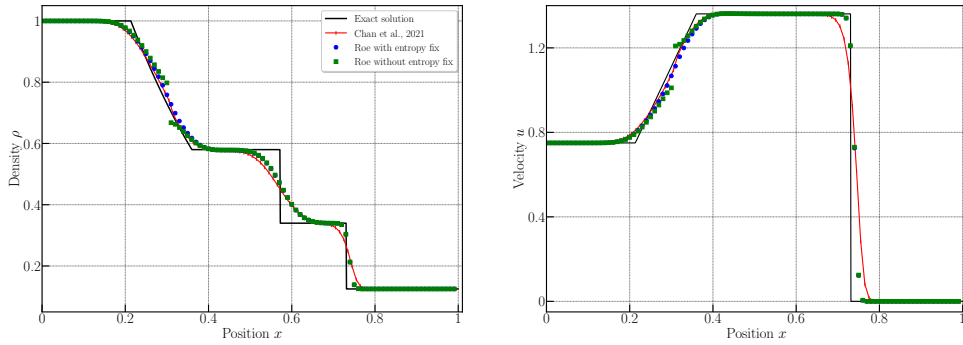 Exact solution
Chan et al., 2021
Roe with entropy fix
Roe without entropy fix
Density ρ
1
0.8
0.6
0.4
0.2
0
0.2
0.4
0.6
0.8
1
Position x
Velocity u
1.2
0.8
0.4
0
0
0.2
0.4
0.6
0.8
1
Position x